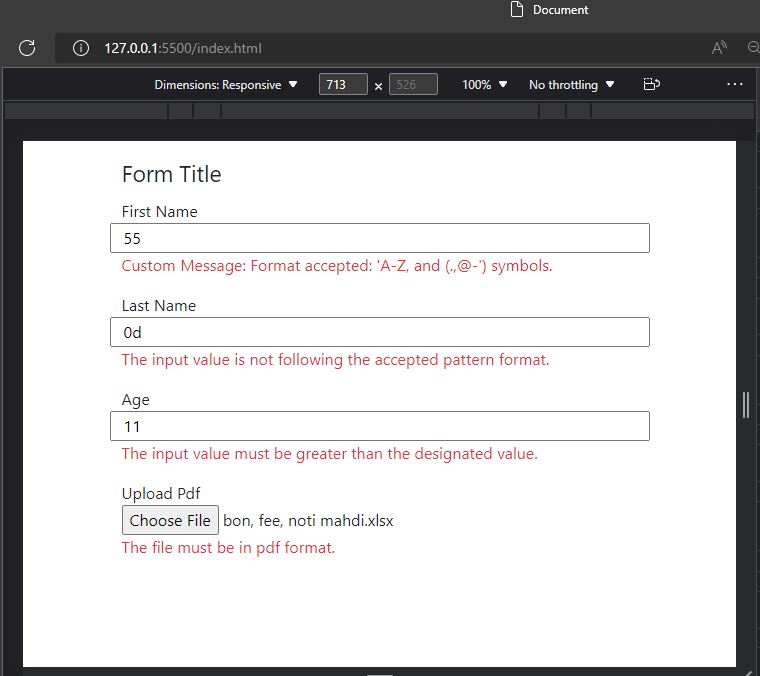 Document
127.0.0.1:5500/index.html
Dimensions: Responsive 713 × 526 100% No throttling
Form Title
First Name
55
Custom Message: Format accepted: 'A-Z, and (.,@-') symbols.
Last Name
0d
The input value is not following the accepted pattern format.
Age
11
The input value must be greater than the designated value.
Upload Pdf
Choose File bon, fee, noti mahdi.xlsx
The file must be in pdf format.